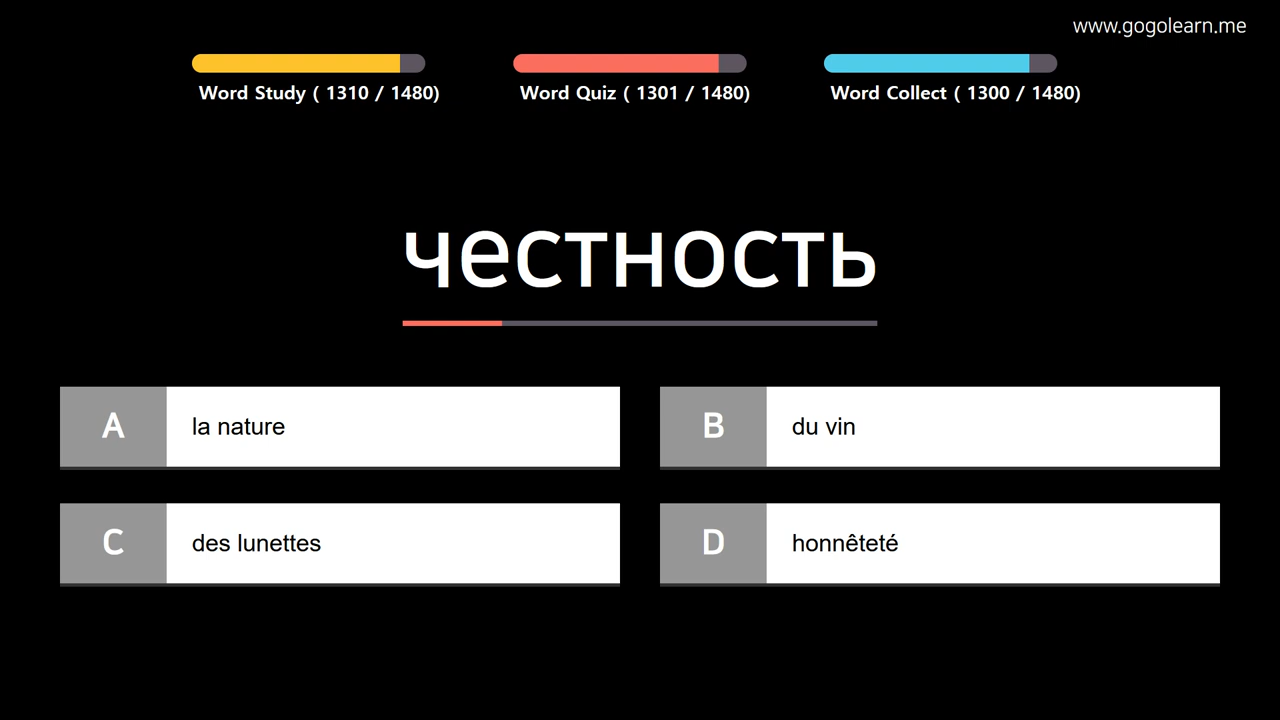 www.gogolearn.me
Word Study ( 1310 / 1480)
Word Quiz ( 1301 / 1480)
Word Collect ( 1300 / 1480)
честность
A
la nature
B
du vin
C
des lunettes
D
honnêteté